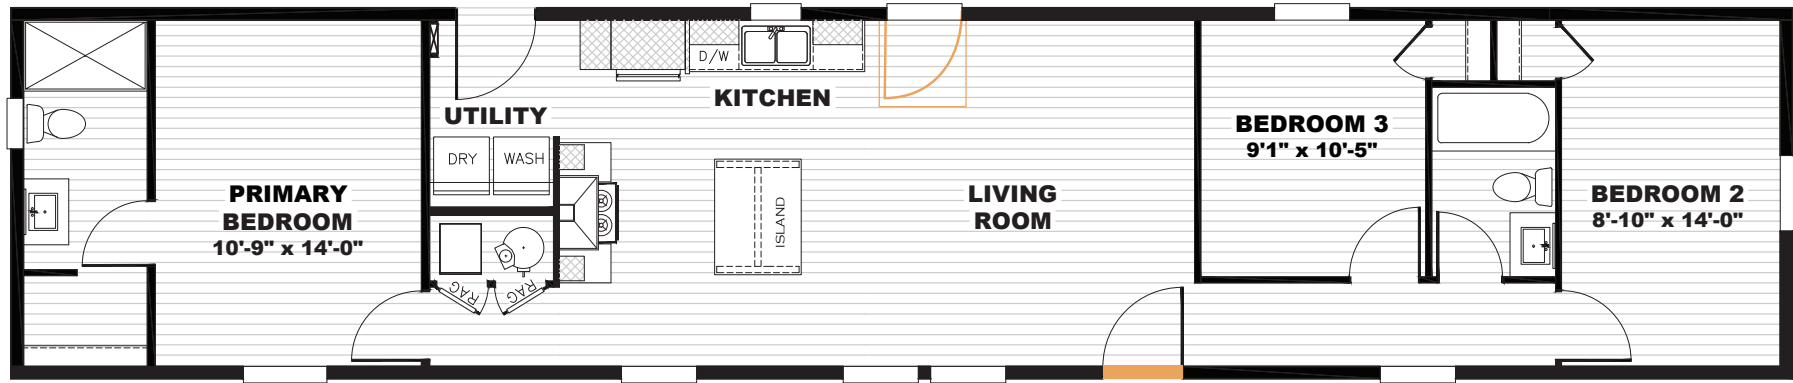 D/W
KITCHEN
UTILITY
DRY
WASH
PRIMARY
BEDROOM
10'-9" x 14'-0"
RAG
RAG
ISLAND
LIVING
ROOM
BEDROOM 3
9'1" x 10'-5"
BEDROOM 2
8'-10" x 14'-0"